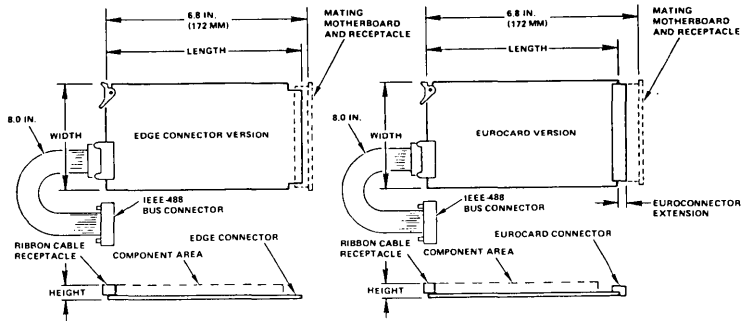 6.8 IN.
(172 MM)
LENGTH
MATING
MOTHERBOARD
AND RECEPTACLE
8.0 IN.
WIDTH
EDGE CONNECTOR VERSION
IEEE-488
BUS CONNECTOR
RIBBON CABLE
RECEPTACLE
COMPONENT AREA
EDGE CONNECTOR
HEIGHT
6.8 IN.
(172 MM)
LENGTH
MATING
MOTHERBOARD
AND RECEPTACLE
8.0 IN.
WIDTH
EUROCARD VERSION
IEEE-488
BUS CONNECTOR
EUROCONNECTOR
EXTENSION
RIBBON CABLE
RECEPTACLE
EUROCARD CONNECTOR
COMPONENT AREA
HEIGHT